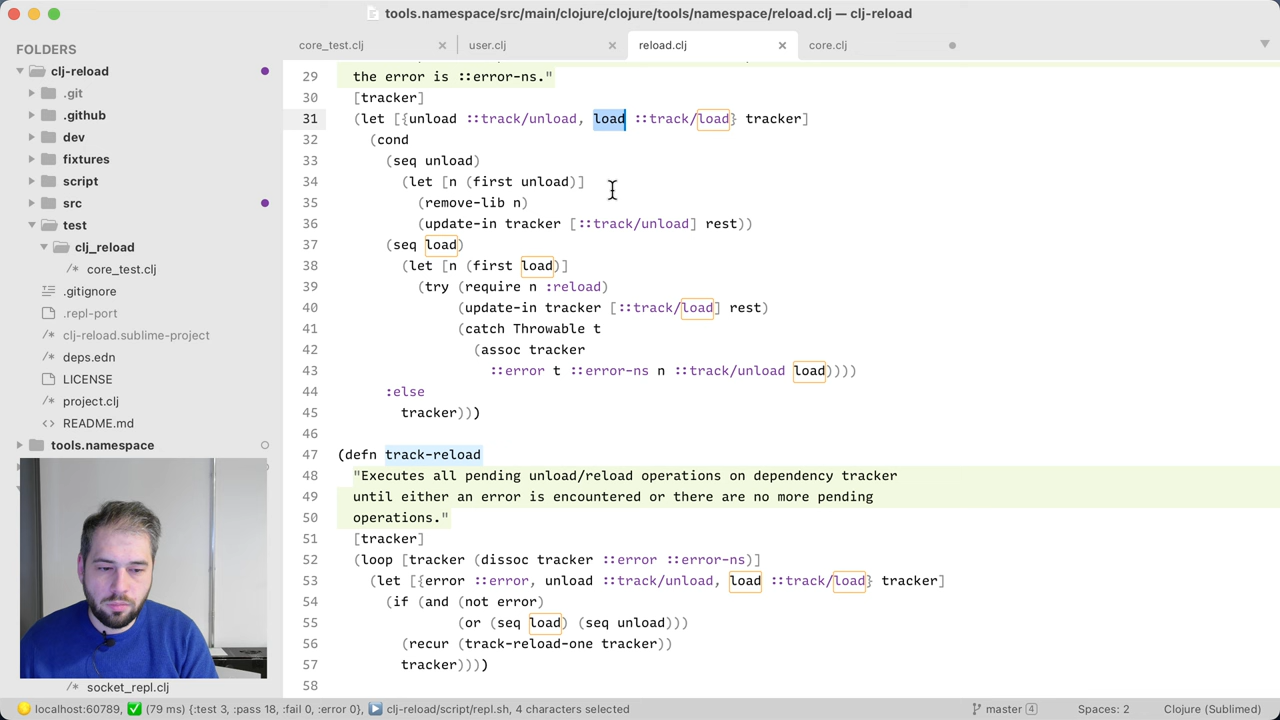 tools.namespace/src/main/clojure/clojure/tools/namespace/reload.clj — clj-reload
FOLDERS
clj-reload
.git
.github
dev
fixtures
script
src
test
clj_reload
/* core_test.clj
.gitignore
.repl-port
/* clj-reload.sublime-project
/* deps.edn
LICENSE
/* project.clj
<> README.md
tools.namespace
/* socket_repl.clj
core_test.clj
user.clj
reload.clj
core.clj
29 the error is ::error-ns."
30 [tracker]
31 (let [{unload ::track/unload, load ::track/load} tracker]
32 (cond
33 (seq unload)
34 (let [n (first unload)]
35 (remove-lib n)
36 (update-in tracker [::track/unload] rest))
37 (seq load)
38 (let [n (first load)]
39 (try (require n :reload)
40 (update-in tracker [::track/load] rest)
41 (catch Throwable t
42 (assoc tracker
43 ::error t ::error-ns n ::track/unload load))))
44 :else
45 tracker)))
46
47 (defn track-reload
48 "Executes all pending unload/reload operations on dependency tracker
49 until either an error is encountered or there are no more pending
50 operations."
51 [tracker]
52 (loop [tracker (dissoc tracker ::error ::error-ns)]
53 (let [{error ::error, unload ::track/unload, load ::track/load} tracker]
54 (if (and (not error)
55 (or (seq load) (seq unload)))
56 (recur (track-reload-one tracker))
57 tracker))))
58
localhost:60789, ✅ (79 ms) {:test 3, :pass 18, :fail 0, :error 0}, ▶️ clj-reload/script/repl.sh, 4 characters selected
master 4
Spaces: 2
Clojure (Sublimed)